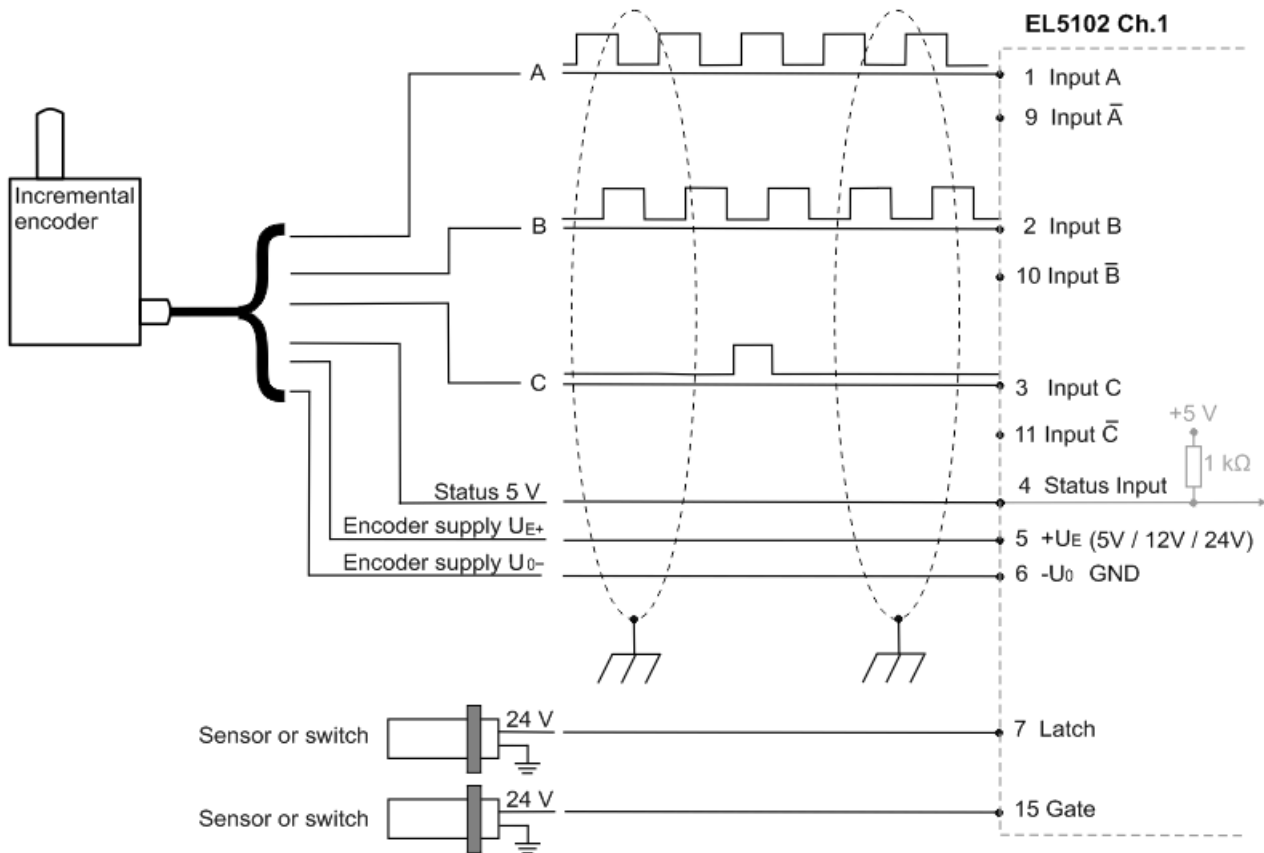 EL5102 Ch.1
A
1 Input A
9 Input A̅
Incremental
encoder
B
2 Input B
10 Input B̅
C
3 Input C
+5 V
11 Input C̅
1 kΩ
Status 5 V
4 Status Input
Encoder supply UE+
5 +UE (5V / 12V / 24V)
Encoder supply U0−
6 -U0 GND
24 V
Sensor or switch
7 Latch
24 V
Sensor or switch
15 Gate